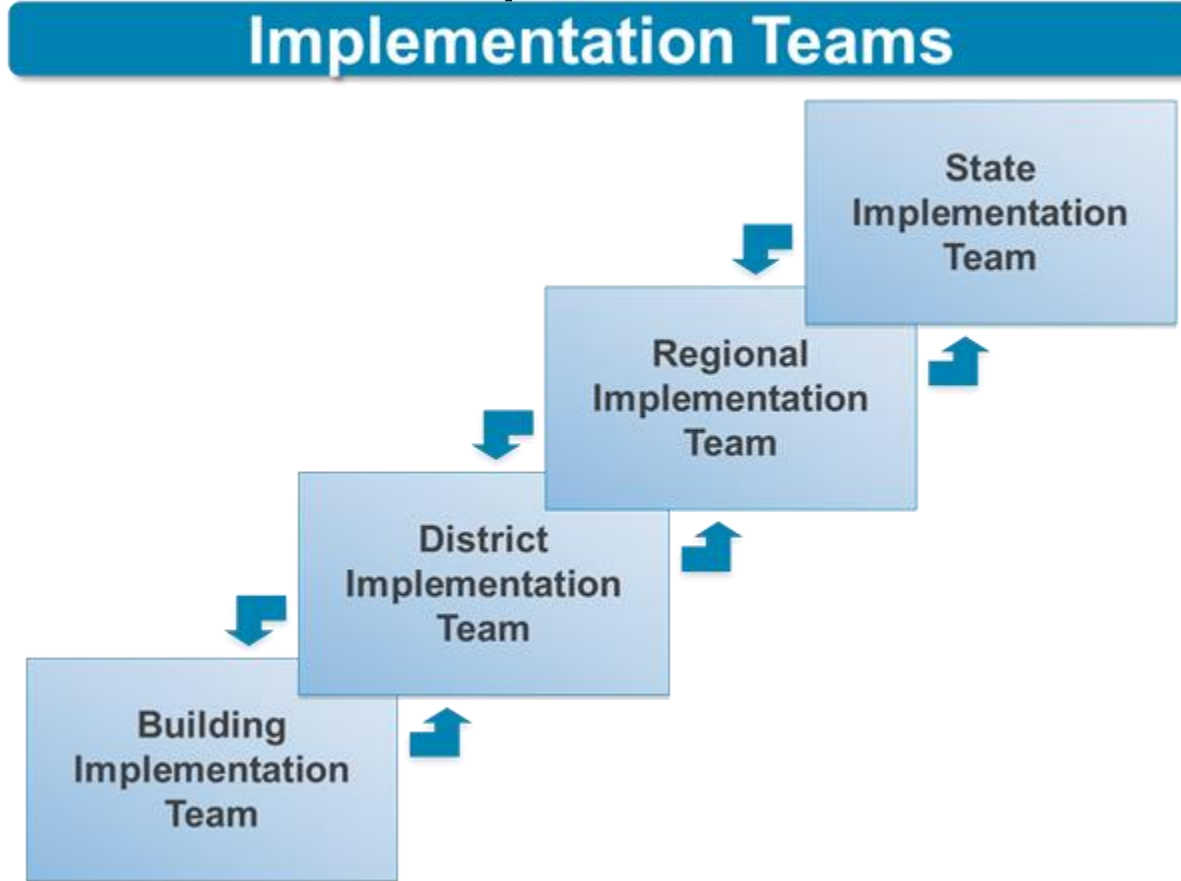 Implementation Teams
State
Implementation
Team
Regional
Implementation
Team
District
Implementation
Team
Building
Implementation
Team